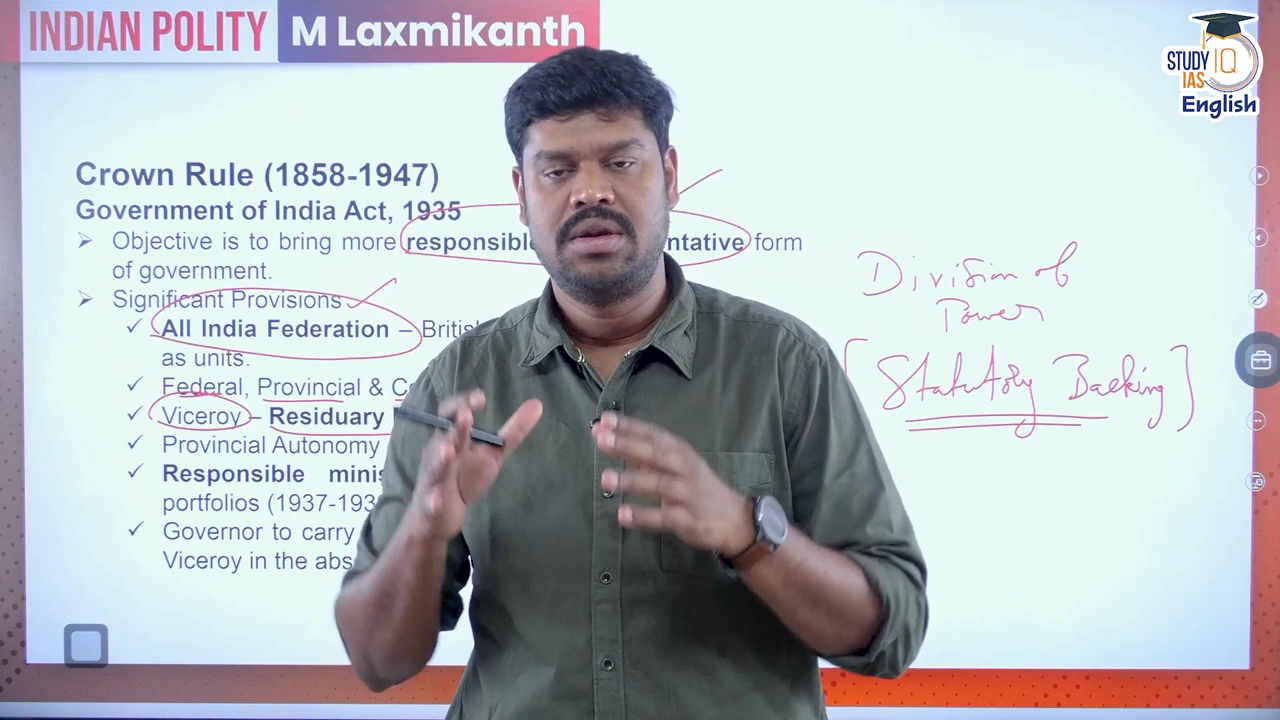 INDIAN POLITY M Laxmikanth
STUDY IQ
IAS
English
Crown Rule (1858-1947)
Government of India Act, 1935
Objective is to bring more responsible ntative form
of government.
Significant Provisions
All India Federation – British
as units.
Federal, Provincial & Co
Viceroy – Residuary
Provincial Autonomy
Responsible minis
portfolios (1937-193
Governor to carry
Viceroy in the abs
Division of
Power
[Statutory Backing]